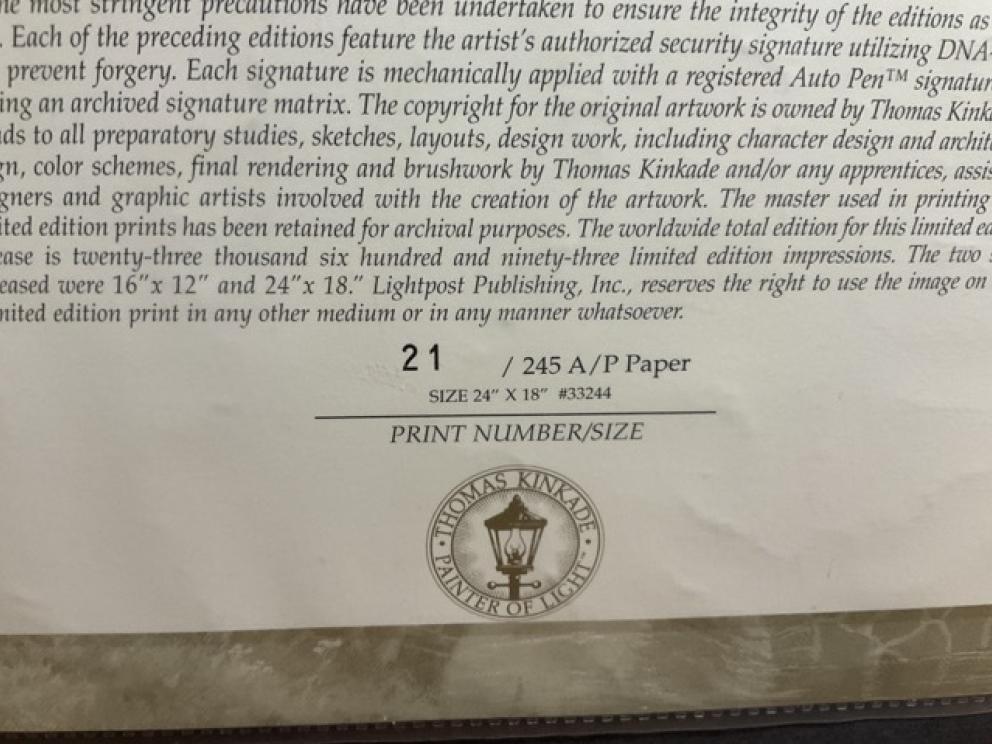 he most stringent precautions have been undertaken to ensure the integrity of the editions as
. Each of the preceding editions feature the artist's authorized security signature utilizing DNA-
prevent forgery. Each signature is mechanically applied with a registered Auto Pen™ signatur
ing an archived signature matrix. The copyright for the original artwork is owned by Thomas Kinka
ds to all preparatory studies, sketches, layouts, design work, including character design and archite
gn, color schemes, final rendering and brushwork by Thomas Kinkade and/or any apprentices, assis
gners and graphic artists involved with the creation of the artwork. The master used in printing
ited edition prints has been retained for archival purposes. The worldwide total edition for this limited ed
ease is twenty-three thousand six hundred and ninety-three limited edition impressions. The two s
eased were 16"x 12" and 24"x 18." Lightpost Publishing, Inc., reserves the right to use the image on
mited edition print in any other medium or in any manner whatsoever.
21 / 245 A/P Paper
SIZE 24" X 18" #33244
PRINT NUMBER/SIZE
THOMAS KINKADE
• PAINTER OF LIGHT™ •